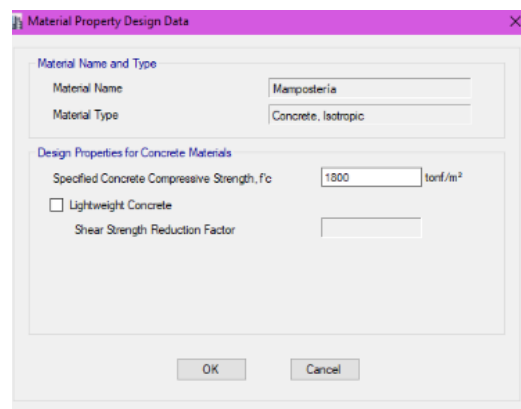 Material Property Design Data
Material Name and Type
Material Name Mampostería
Material Type Concrete, Isotropic
Design Properties for Concrete Materials
Specified Concrete Compressive Strength, f'c 1800 tonf/m²
Lightweight Concrete
Shear Strength Reduction Factor
OK Cancel